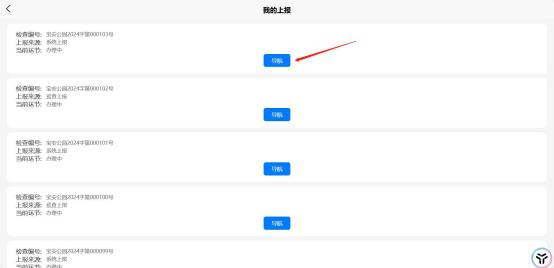 我的上报
检查编号: 宝安公园2024字第000103号
上报来源: 系统上报
当前环节: 办理中
导航
检查编号: 宝安公园2024字第000102号
上报来源: 巡查上报
当前环节: 办理中
导航
检查编号: 宝安公园2024字第000101号
上报来源: 系统上报
当前环节: 办理中
导航
检查编号: 宝安公园2024字第000100号
上报来源: 巡查上报
当前环节: 办理中
导航
检查编号: 宝安公园2024字第000099号
上报来源: 系统上报
当前环节: 办理中